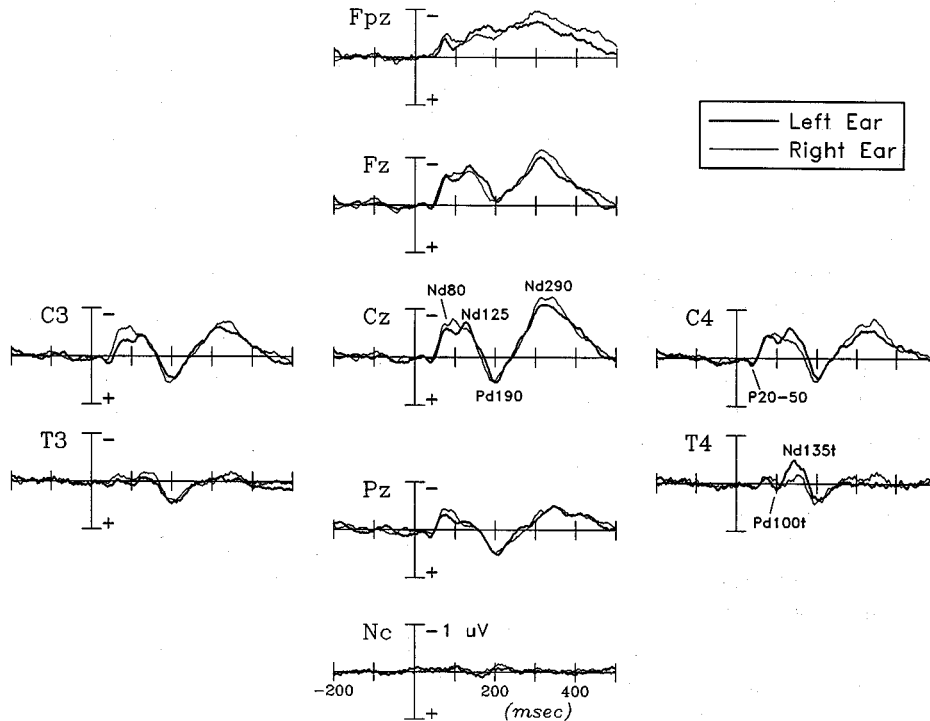 Fpz
−
+
Left Ear
Right Ear
Fz
−
+
C3
−
+
Cz
−
+
Nd80
Nd125
Nd290
Pd190
C4
−
+
P20-50
T3
−
+
Pz
−
+
T4
−
+
Nd135t
Pd100t
Nc
−1 uV
+
-200 200 400
(msec)